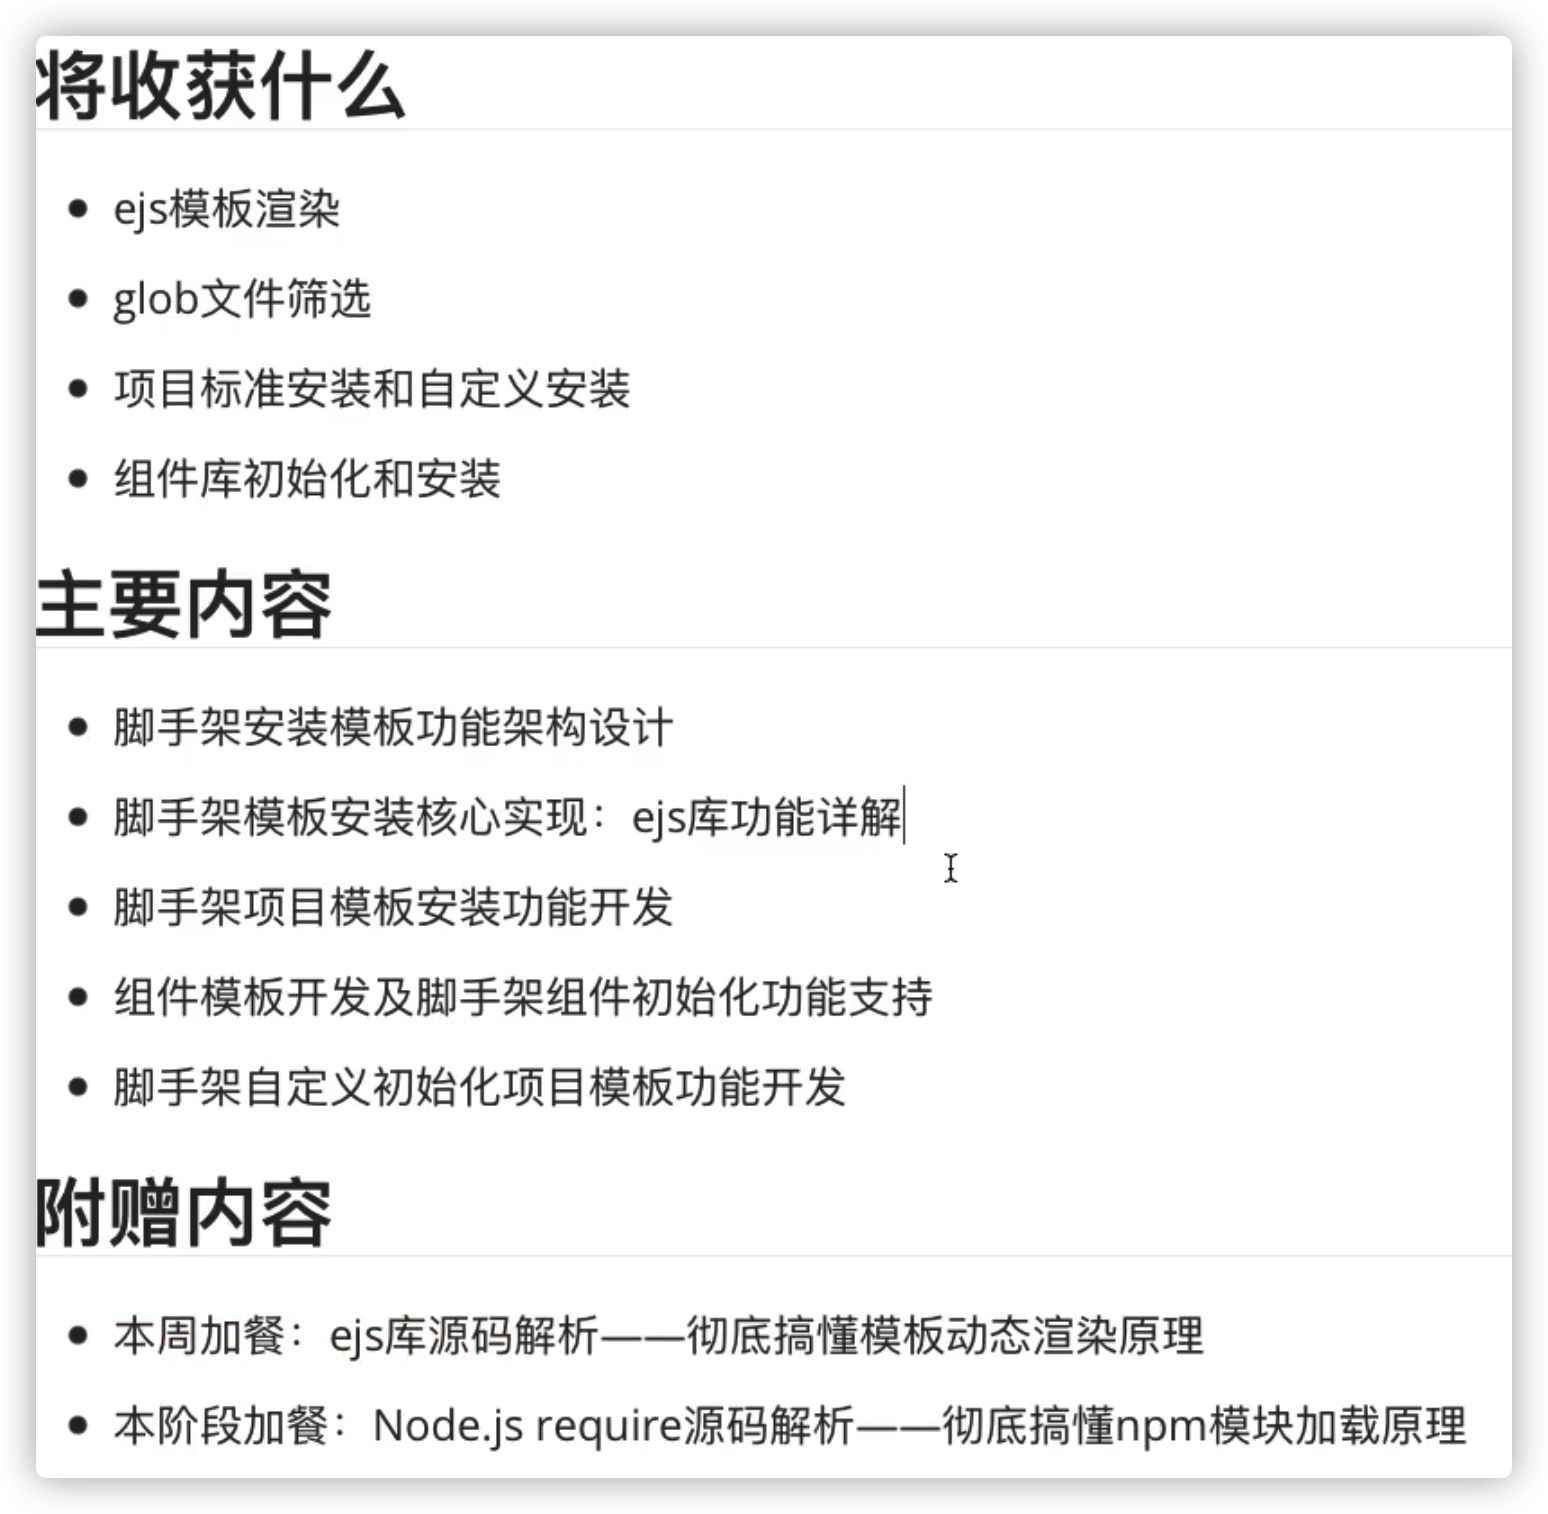 将收获什么
ejs模板渲染
glob文件筛选
项目标准安装和自定义安装
组件库初始化和安装
主要内容
脚手架安装模板功能架构设计
脚手架模板安装核心实现：ejs库功能详解
脚手架项目模板安装功能开发
组件模板开发及脚手架组件初始化功能支持
脚手架自定义初始化项目模板功能开发
附赠内容
本周加餐：ejs库源码解析——彻底搞懂模板动态渲染原理
本阶段加餐：Node.js require源码解析——彻底搞懂npm模块加载原理